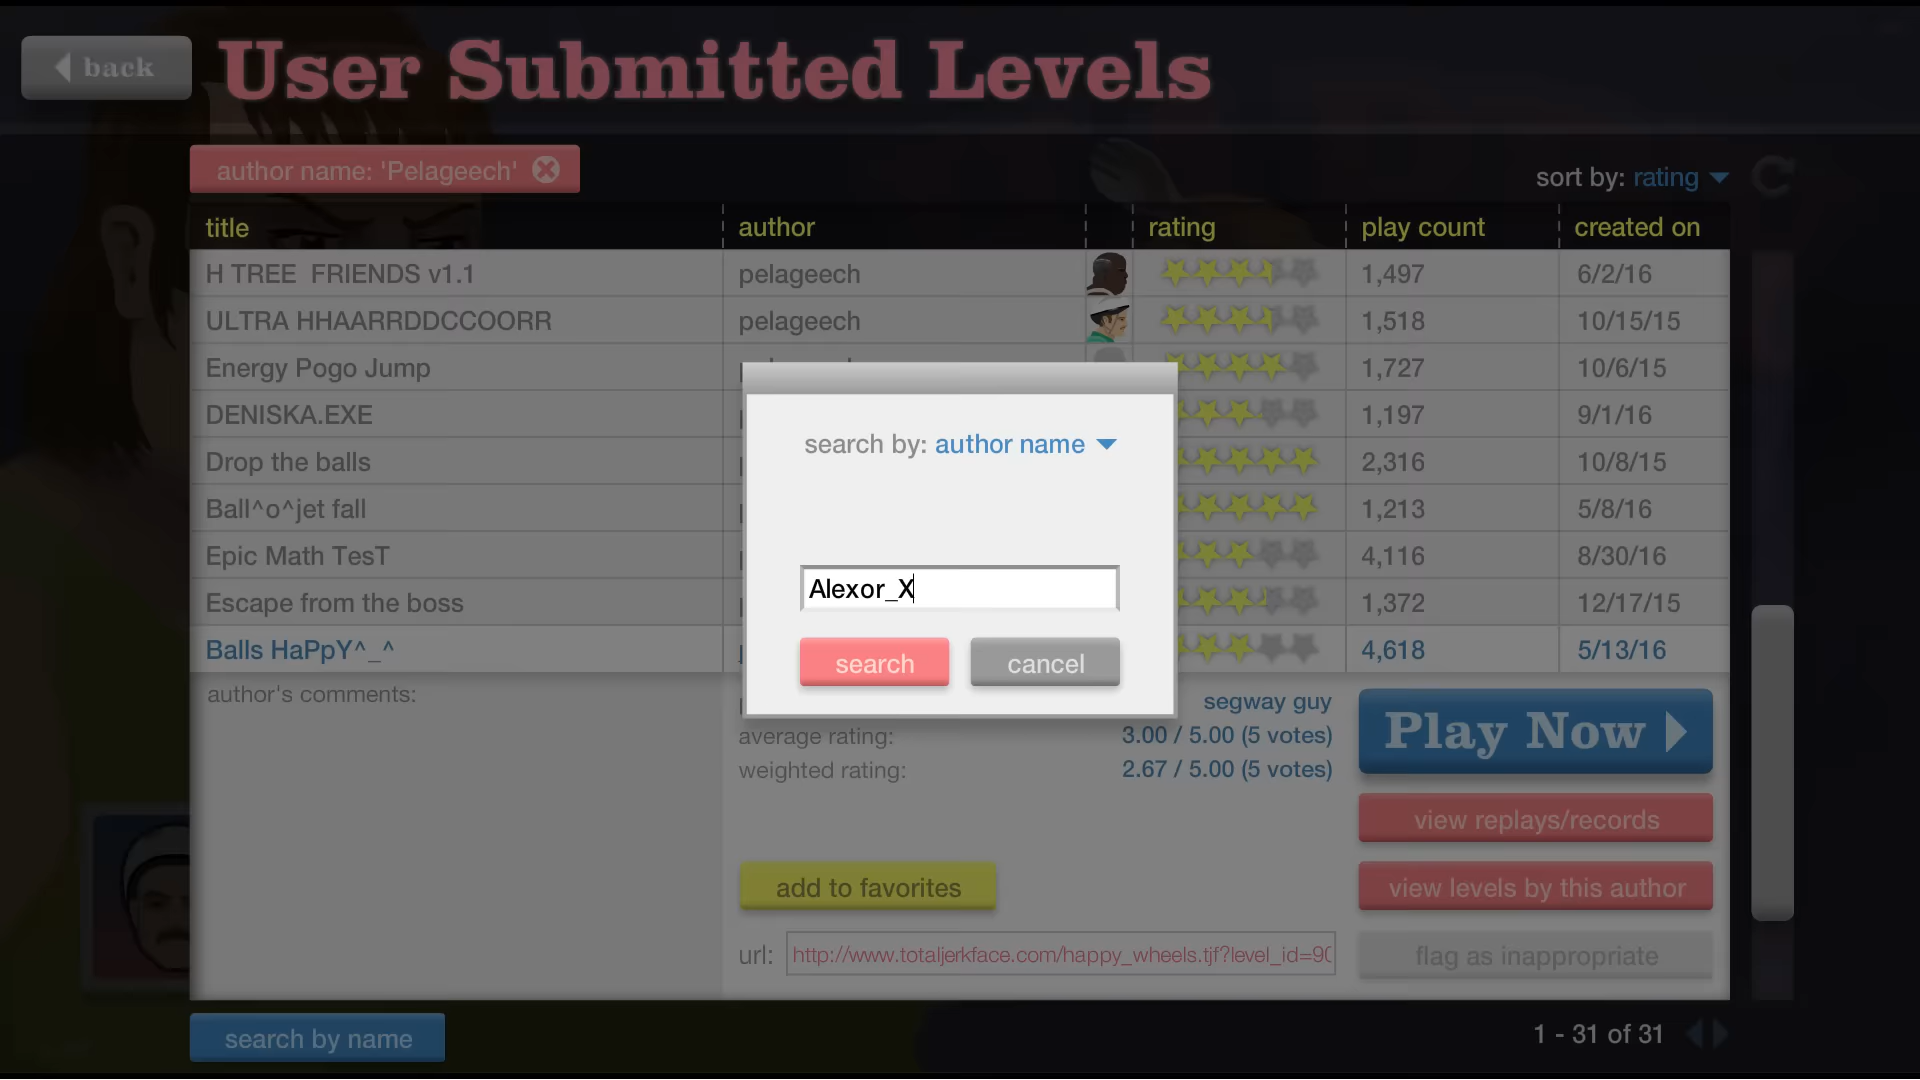 back
User Submitted Levels
author name: 'Pelageech'
sort by: rating
title author rating play count created on
H TREE  FRIENDS v1.1 pelageech 1,497 6/2/16
ULTRA HHAARRDDCCOORR pelageech 1,518 10/15/15
Energy Pogo Jump 1,727 10/6/15
DENISKA.EXE 1,197 9/1/16
search by: author name
Drop the balls 2,316 10/8/15
Ball^o^jet fall 1,213 5/8/16
Epic Math TesT 4,116 8/30/16
Alexor_X
Escape from the boss 1,372 12/17/15
Balls HaPpY^_^ 4,618 5/13/16
search cancel
author's comments:
segway guy
average rating: 3.00 / 5.00 (5 votes)
weighted rating: 2.67 / 5.00 (5 votes)
Play Now
view replays/records
add to favorites
view levels by this author
url: http://www.totaljerkface.com/happy_wheels.tjf?level_id=90
flag as inappropriate
search by name
1 - 31 of 31